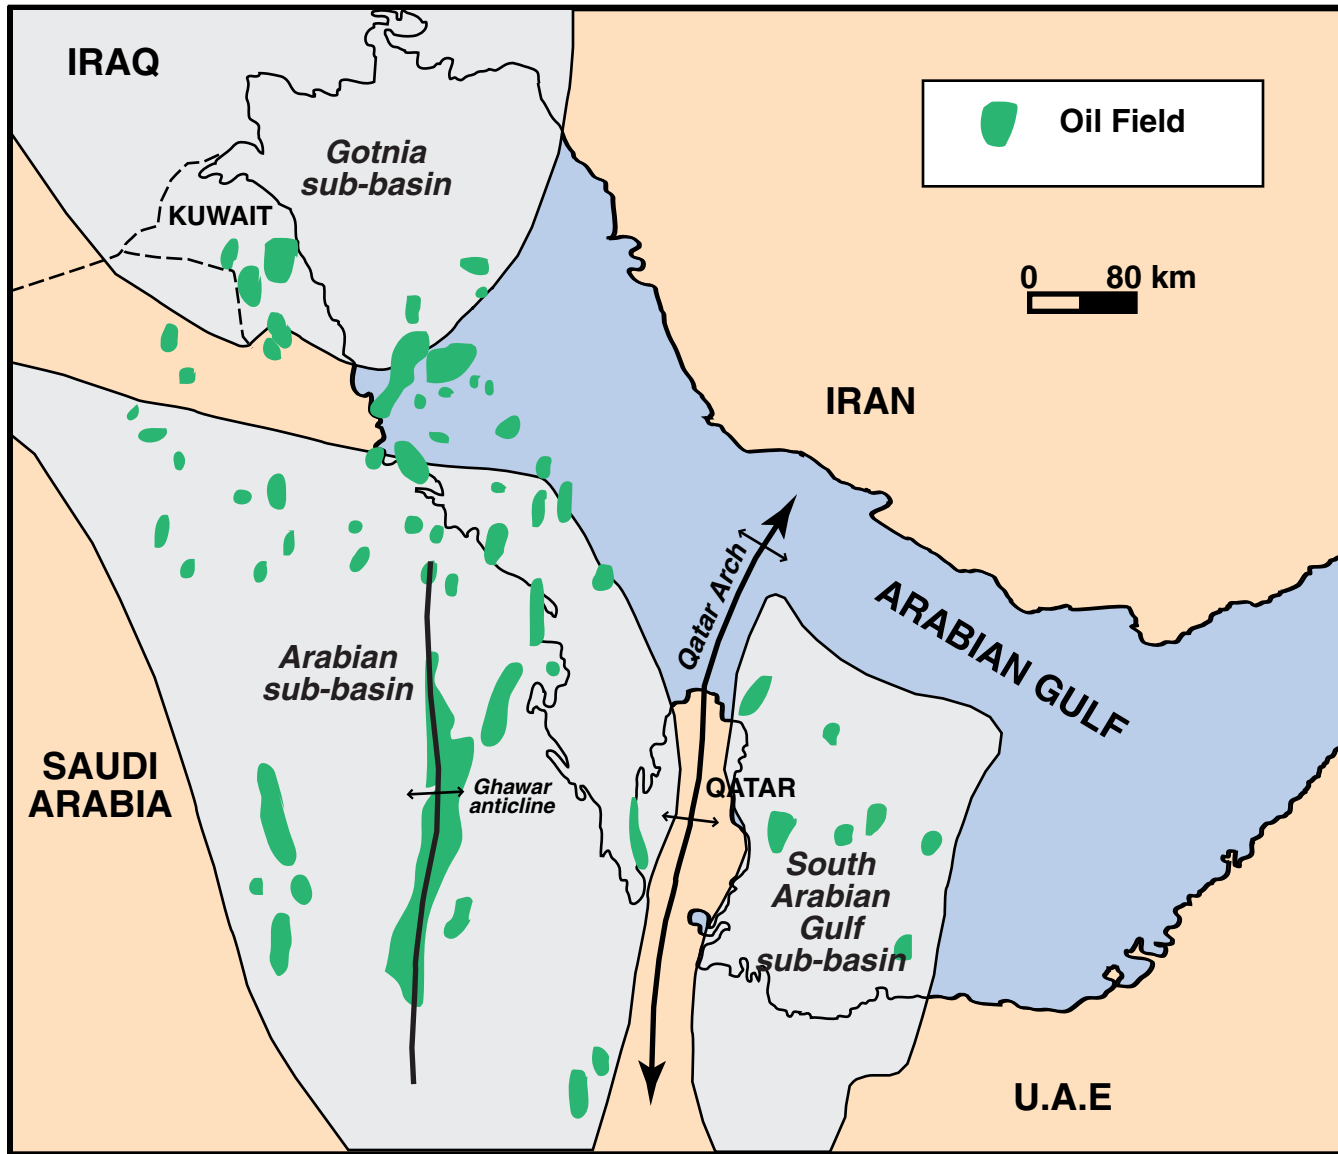 IRAQ
Oil Field
Gotnia
sub-basin
KUWAIT
0 80 km
IRAN
Qatar Arch
ARABIAN GULF
Arabian
sub-basin
SAUDI
ARABIA
Ghawar
anticline
QATAR
South
Arabian
Gulf
sub-basin
U.A.E